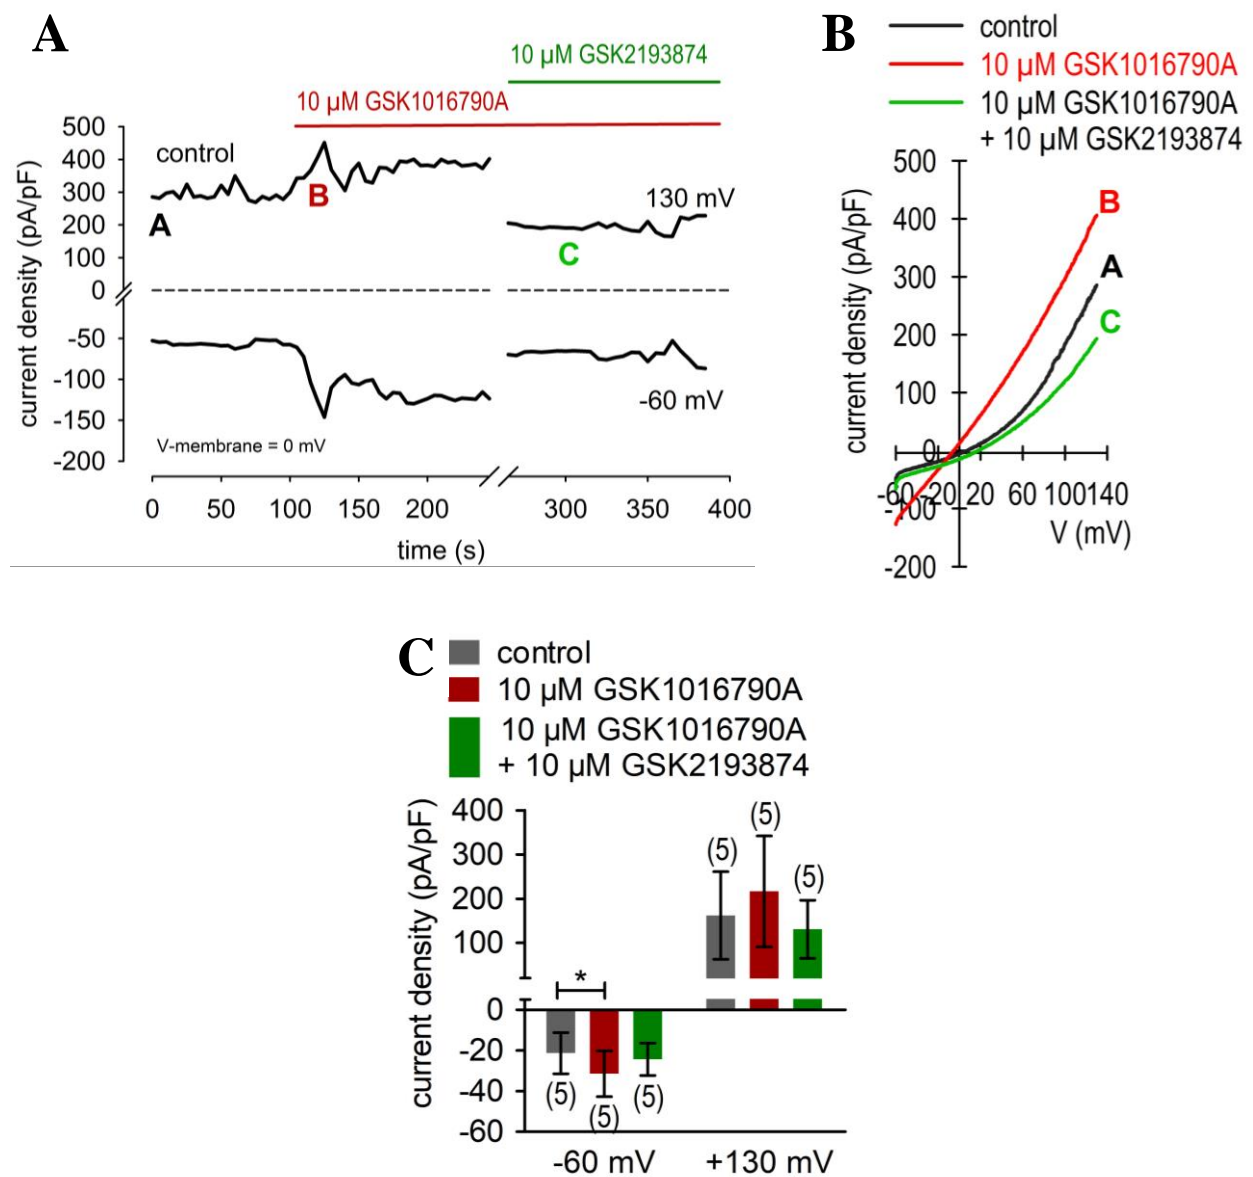 A
10 µM GSK2193874
10 µM GSK1016790A
500
400
300
200
100
0
-50
-100
-150
-200
current density (pA/pF)
control
A
B
C
130 mV
-60 mV
V-membrane = 0 mV
0 50 100 150 200 300 350 400
time (s)
B
control
10 µM GSK1016790A
10 µM GSK1016790A
+ 10 µM GSK2193874
500
400
300
200
100
0
-100
-200
current density (pA/pF)
B
A
C
-60 -20 20 60 100 140
V (mV)
C
control
10 µM GSK1016790A
10 µM GSK1016790A
+ 10 µM GSK2193874
400
300
200
100
0
-20
-40
-60
current density (pA/pF)
(5)
(5)
(5)
*
(5)
(5)
(5)
-60 mV +130 mV